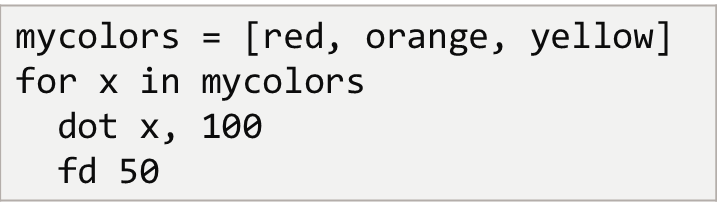 mycolors = [red, orange, yellow]
for x in mycolors
  dot x, 100
  fd 50